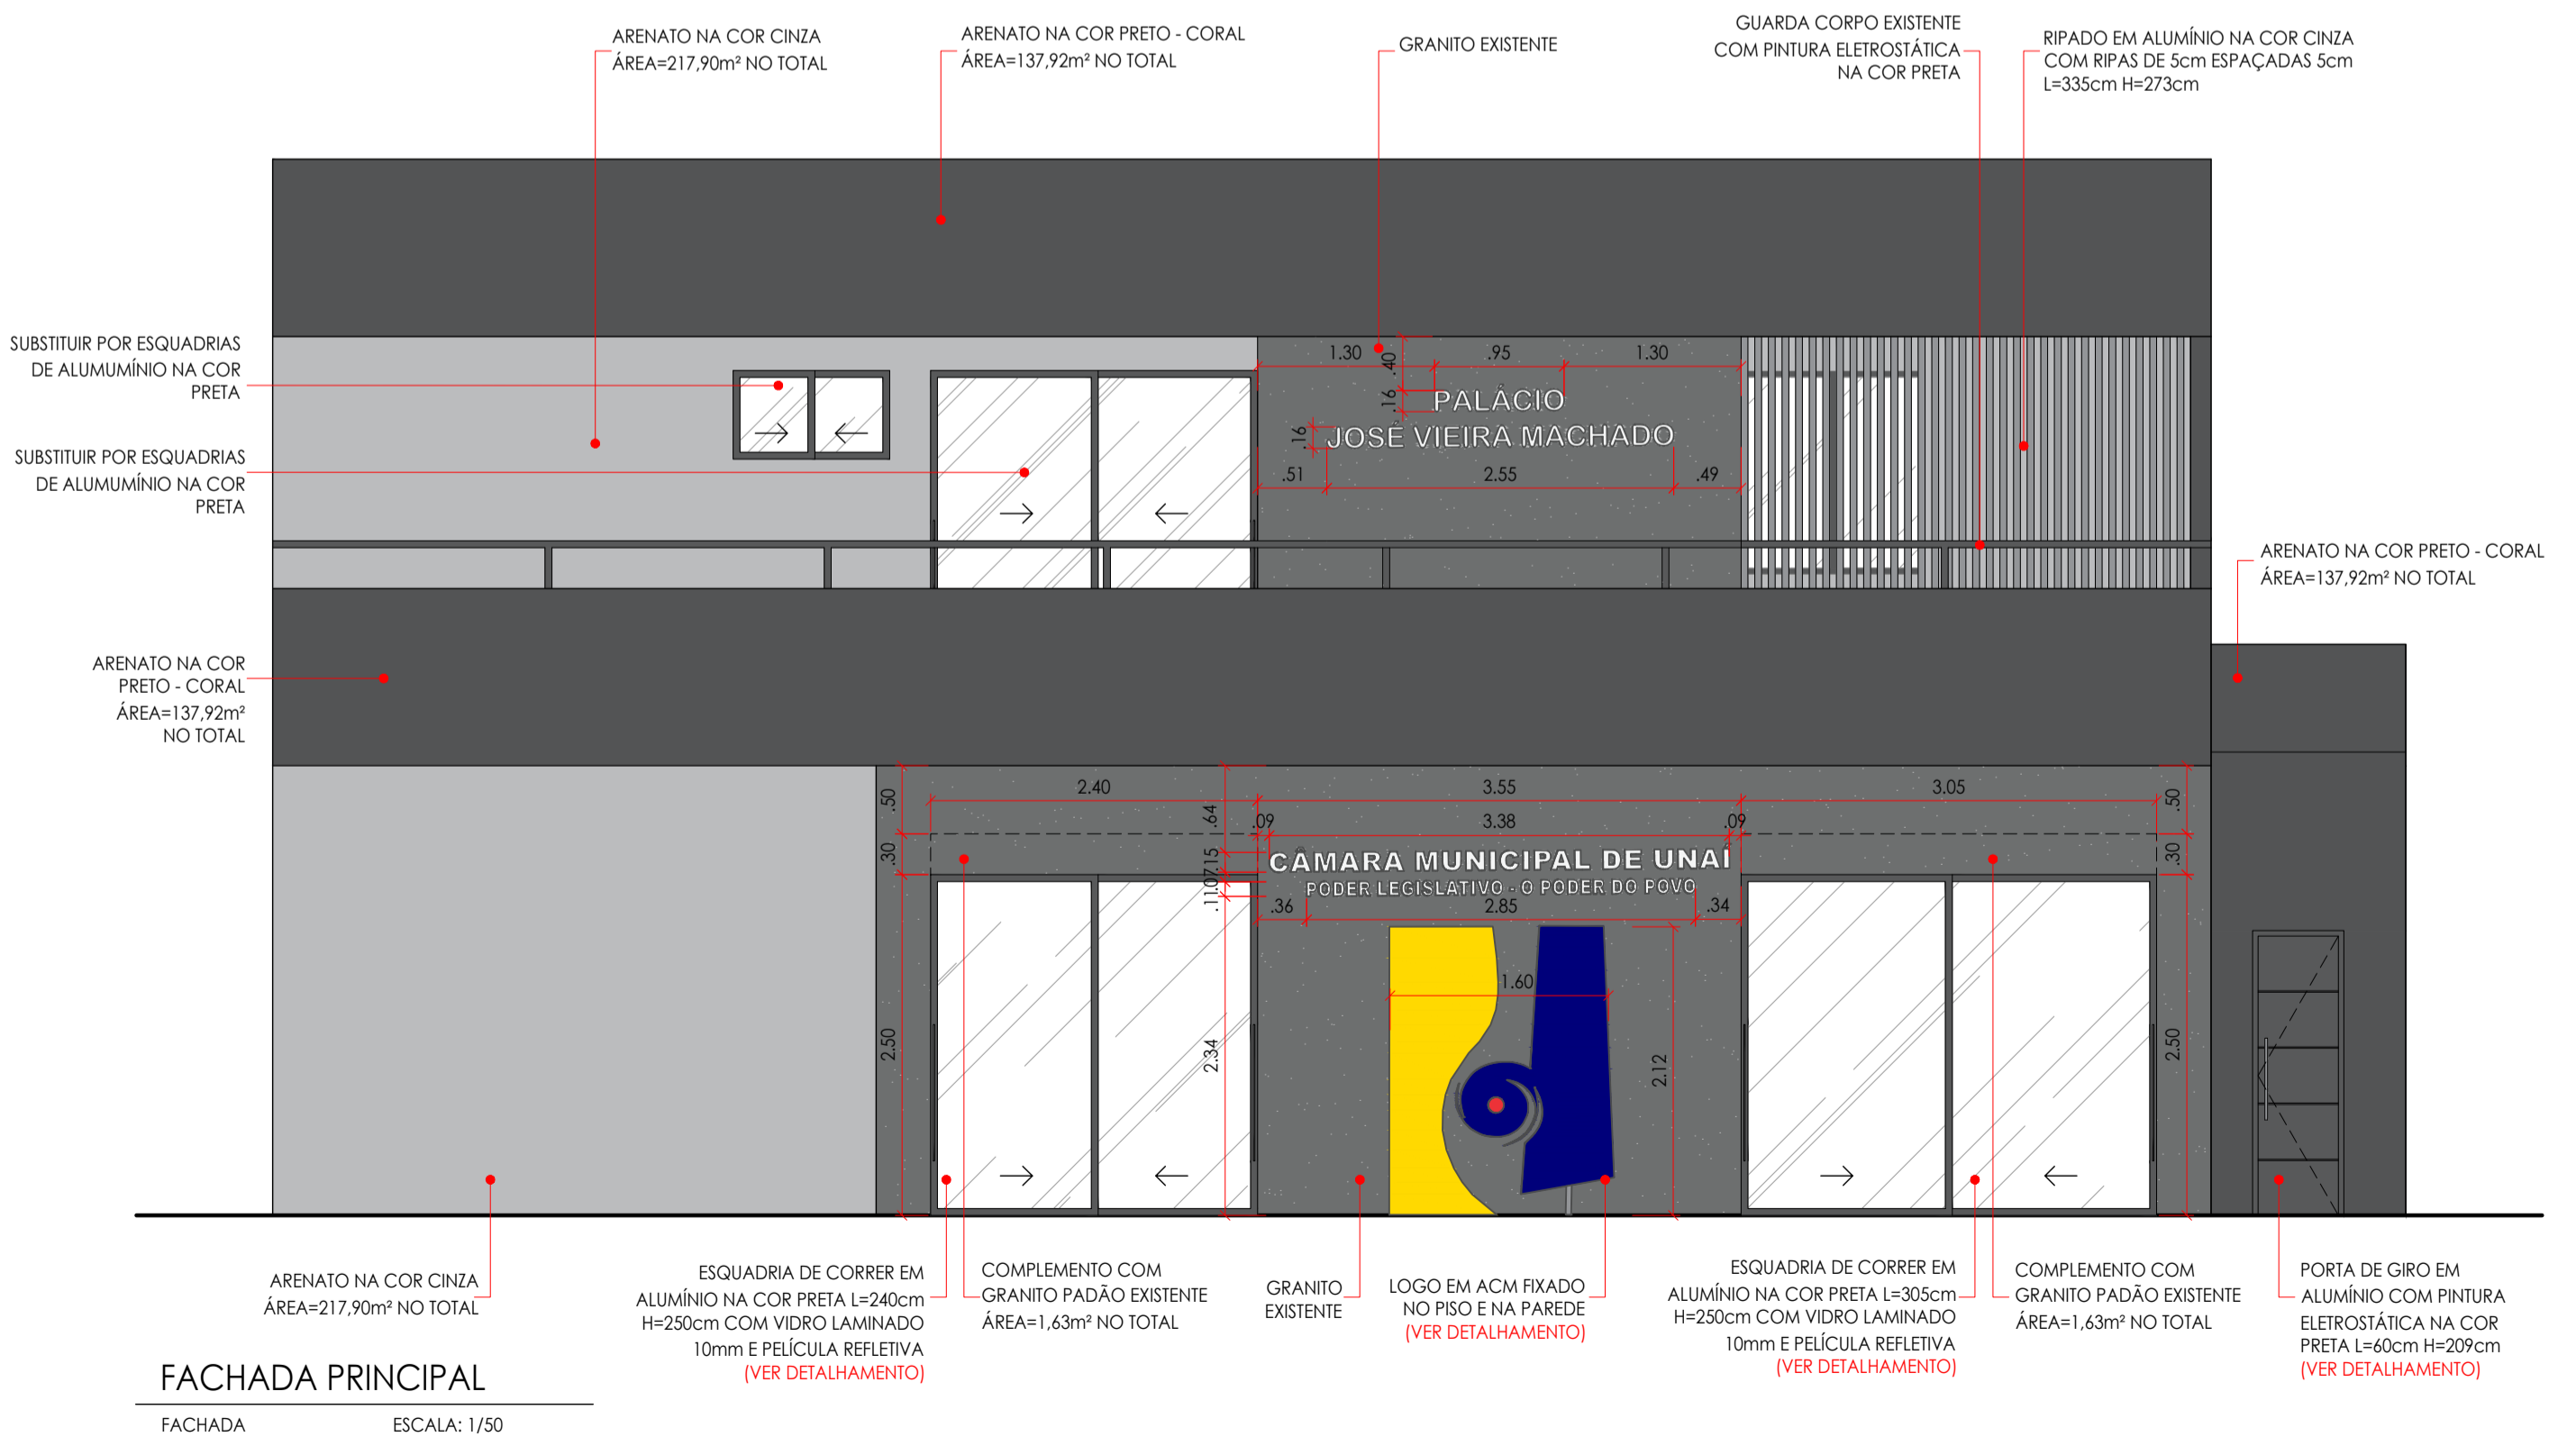 ARENATO NA COR CINZA
ÁREA=217,90m² NO TOTAL
ARENATO NA COR PRETO - CORAL
ÁREA=137,92m² NO TOTAL
GRANITO EXISTENTE
GUARDA CORPO EXISTENTE
COM PINTURA ELETROSTÁTICA
NA COR PRETA
RIPADO EM ALUMÍNIO NA COR CINZA
COM RIPAS DE 5cm ESPAÇADAS 5cm
L=335cm H=273cm
SUBSTITUIR POR ESQUADRIAS
DE ALUMUMÍNIO NA COR
PRETA
SUBSTITUIR POR ESQUADRIAS
DE ALUMUMÍNIO NA COR
PRETA
1.30
.40
.95
1.30
.16
PALÁCIO
.16
JOSÉ VIEIRA MACHADO
.51
2.55
.49
ARENATO NA COR PRETO - CORAL
ÁREA=137,92m² NO TOTAL
ARENATO NA COR
PRETO - CORAL
ÁREA=137,92m²
NO TOTAL
.50
2.40
.64
3.55
3.05
.50
.09
3.38
.09
.30
.15
CÂMARA MUNICIPAL DE UNAÍ
.30
.07
PODER LEGISLATIVO - O PODER DO POVO
.11
.36
2.85
.34
1.60
2.50
2.34
2.12
2.50
ARENATO NA COR CINZA
ÁREA=217,90m² NO TOTAL
ESQUADRIA DE CORRER EM
ALUMÍNIO NA COR PRETA L=240cm
H=250cm COM VIDRO LAMINADO
10mm E PELÍCULA REFLETIVA
(VER DETALHAMENTO)
COMPLEMENTO COM
GRANITO PADÃO EXISTENTE
ÁREA=1,63m² NO TOTAL
GRANITO
EXISTENTE
LOGO EM ACM FIXADO
NO PISO E NA PAREDE
(VER DETALHAMENTO)
ESQUADRIA DE CORRER EM
ALUMÍNIO NA COR PRETA L=305cm
H=250cm COM VIDRO LAMINADO
10mm E PELÍCULA REFLETIVA
(VER DETALHAMENTO)
COMPLEMENTO COM
GRANITO PADÃO EXISTENTE
ÁREA=1,63m² NO TOTAL
PORTA DE GIRO EM
ALUMÍNIO COM PINTURA
ELETROSTÁTICA NA COR
PRETA L=60cm H=209cm
(VER DETALHAMENTO)
FACHADA PRINCIPAL
FACHADA ESCALA: 1/50